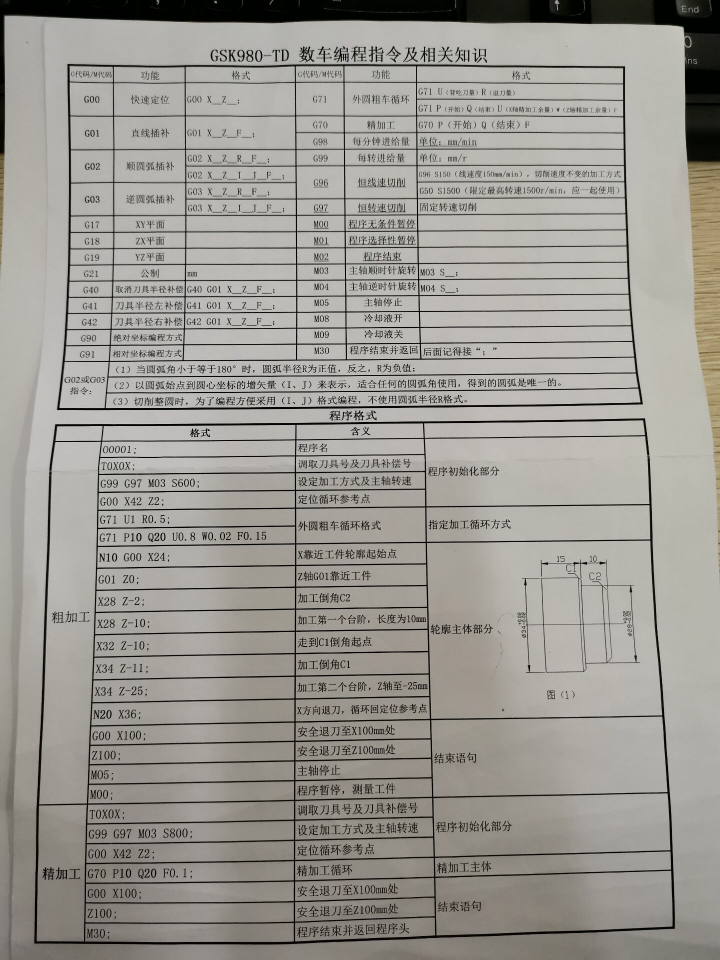 End
0
Ins
GSK980-TD 数车编程指令及相关知识
G代码/M代码 功能 格式 G代码/M代码 功能 格式
G00 快速定位 G00 X__Z__; G71 外圆粗车循环 G71 U(背吃刀量)R(退刀量)
G71 P(开始)Q(结束)U(X轴精加工余量)W(Z轴精加工余量)F
G01 直线插补 G01 X__Z__F__; G70 精加工 G70 P(开始)Q(结束)F
G98 每分钟进给量 单位:mm/min
G02 顺圆弧插补 G02 X__Z__R__F__; G99 每转进给量 单位:mm/r
G02 X__Z__I__J__F__; G96 恒线速切削 G96 S150(线速度150mm/min),切削速度不变的加工方式
G03 逆圆弧插补 G03 X__Z__R__F__; G50 S1500(限定最高转速1500r/min,应一起使用)
G03 X__Z__I__J__F__; G97 恒转速切削 固定转速切削
G17 XY平面 M00 程序无条件暂停
G18 ZX平面 M01 程序选择性暂停
G19 YZ平面 M02 程序结束
G21 公制 mm M03 主轴顺时针旋转 M03 S__;
G40 取消刀具半径补偿 G40 G01 X__Z__F__; M04 主轴逆时针旋转 M04 S__;
G41 刀具半径左补偿 G41 G01 X__Z__F__; M05 主轴停止
G42 刀具半径右补偿 G42 G01 X__Z__F__; M08 冷却液开
G90 绝对坐标编程方式 M09 冷却液关
G91 相对坐标编程方式 M30 程序结束并返回 后面记得接“;”
G02或G03指令:
(1)当圆弧角小于等于180°时,圆弧半径R为正值,反之,R为负值;
(2)以圆弧始点到圆心坐标的增矢量(I、J)来表示,适合任何的圆弧角使用,得到的圆弧是唯一的。
(3)切削整圆时,为了编程方便采用(I、J)格式编程,不使用圆弧半径R格式。
程序格式
格式 含义
粗加工
O0001; 程序名 程序初始化部分
T0X0X; 调取刀具号及刀具补偿号
G99 G97 M03 S600; 设定加工方式及主轴转速
G00 X42 Z2; 定位循环参考点
G71 U1 R0.5; 外圆粗车循环格式 指定加工循环方式
G71 P10 Q20 U0.8 W0.02 F0.15
N10 G00 X24; X靠近工件轮廓起始点 轮廓主体部分
G01 Z0; Z轴G01靠近工件
X28 Z-2; 加工倒角C2
X28 Z-10; 加工第一个台阶,长度为10mm
X32 Z-10; 走到C1倒角起点
X34 Z-11; 加工倒角C1
X34 Z-25; 加工第二个台阶,Z轴至-25mm
N20 X36; X方向退刀,循环回定位参考点
15 10
C1
C2
图(1)
G00 X100; 安全退刀至X100mm处 结束语句
Z100; 安全退刀至Z100mm处
M05; 主轴停止
M00; 程序暂停,测量工件
精加工
T0X0X; 调取刀具号及刀具补偿号 程序初始化部分
G99 G97 M03 S800; 设定加工方式及主轴转速
G00 X42 Z2; 定位循环参考点
G70 P10 Q20 F0.1; 精加工循环 精加工主体
G00 X100; 安全退刀至X100mm处 结束语句
Z100; 安全退刀至Z100mm处
M30; 程序结束并返回程序头